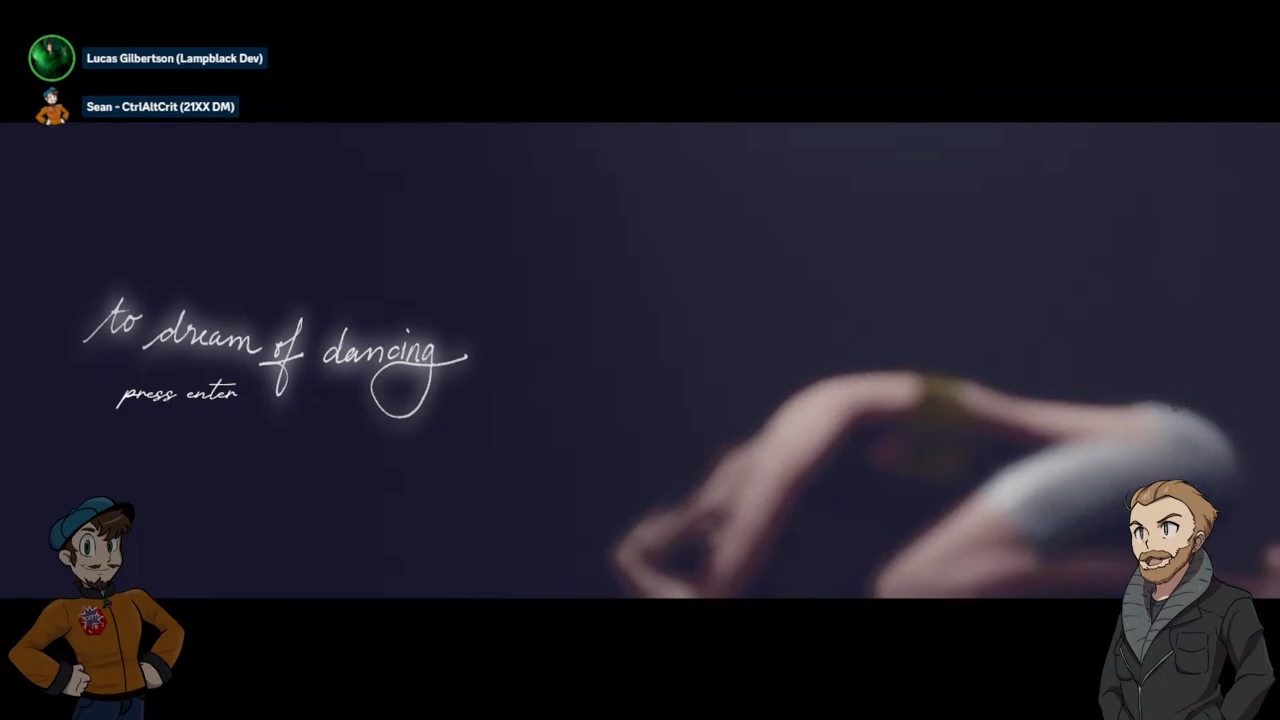 Lucas Gilbertson (Lampblack Dev)
Sean - CtrlAltCrit (21XX DM)
to dream of dancing
press enter